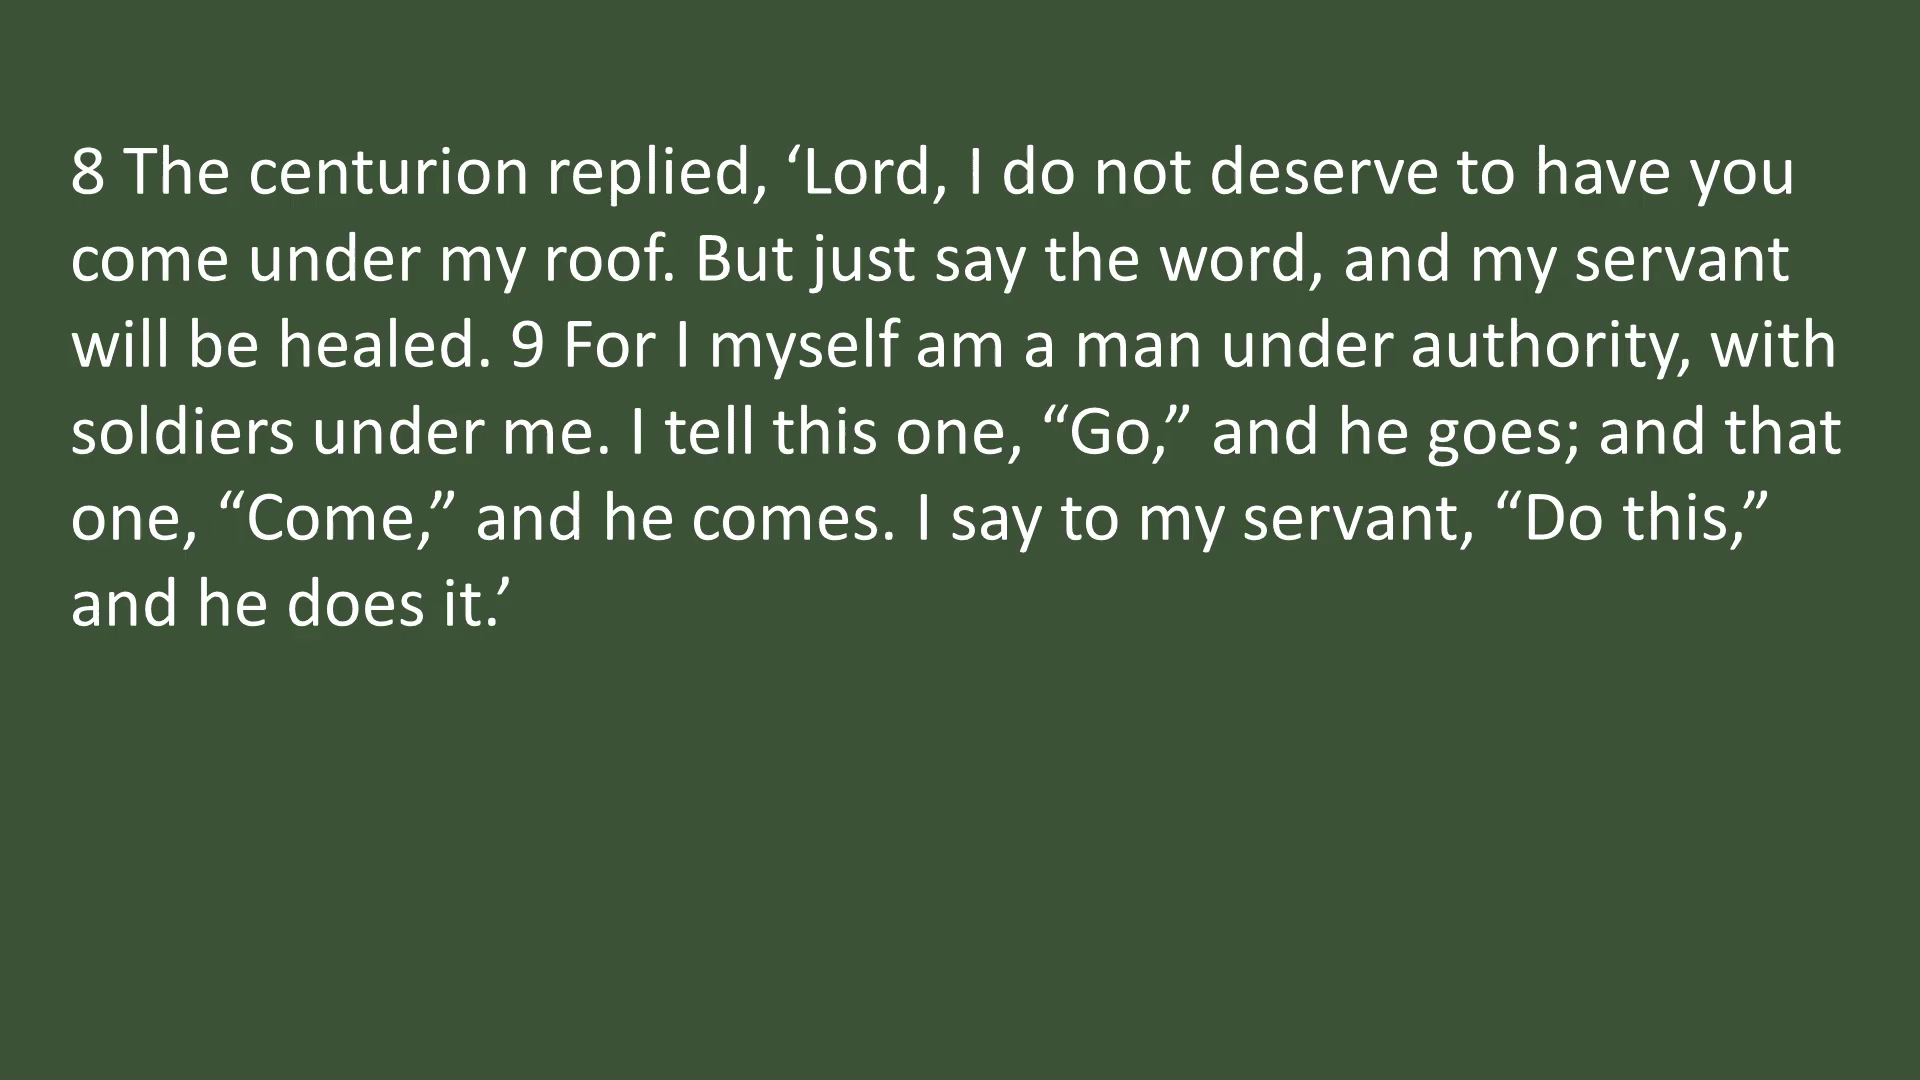 8 The centurion replied, ‘Lord, I do not deserve to have you
come under my roof. But just say the word, and my servant
will be healed. 9 For I myself am a man under authority, with
soldiers under me. I tell this one, “Go,” and he goes; and that
one, “Come,” and he comes. I say to my servant, “Do this,”
and he does it.’